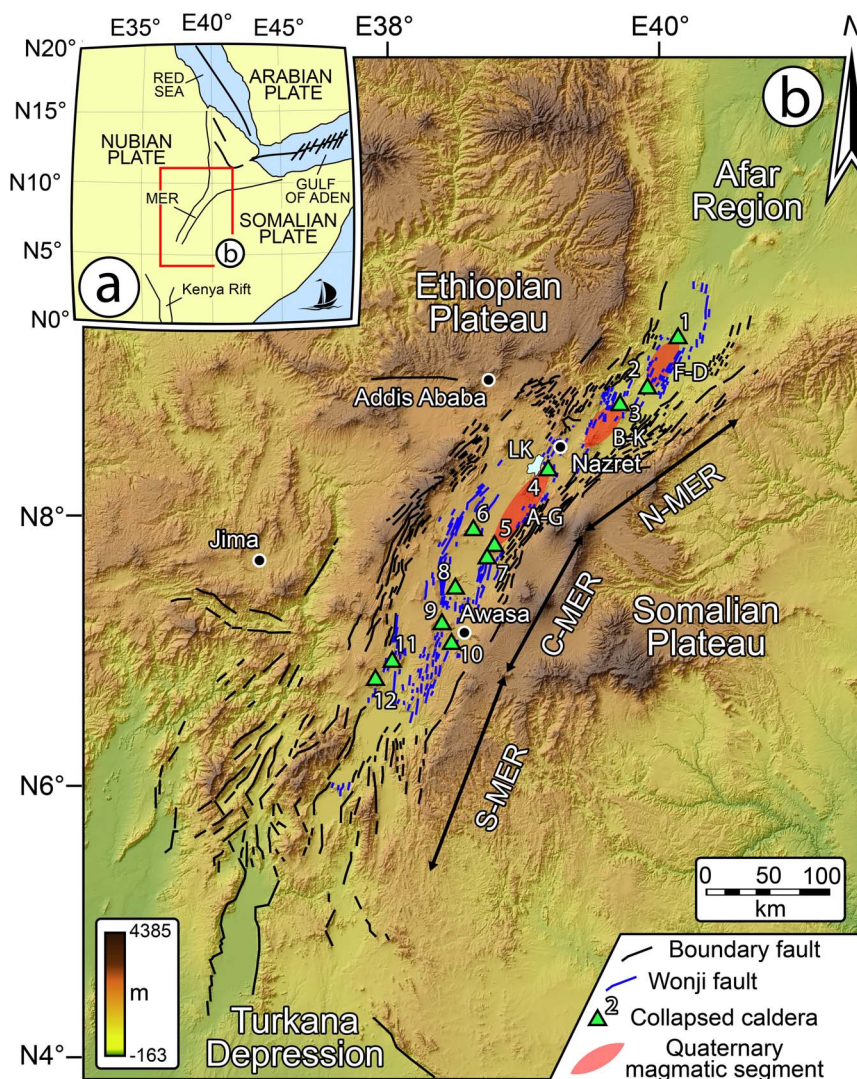 E35° E40° E45°
N20°
N15°
N10°
N5°
N0°
RED
SEA
ARABIAN
PLATE
NUBIAN
PLATE
MER
GULF
OF ADEN
SOMALIAN
PLATE
b
a
Kenya Rift
E38° E40° N
b
Afar
Region
Ethiopian
Plateau
1
2
F-D
3
Addis Ababa
B-K
LK
Nazret
N-MER
4
A-G
N8°
6
5
Jima
7
8
C-MER
Somalian
Plateau
9
Awasa
10
11
12
N6°
S-MER
0 50 100
km
4385
m
-163
Turkana
Depression
N4°
Boundary fault
Wonji fault
2 Collapsed caldera
Quaternary
magmatic segment